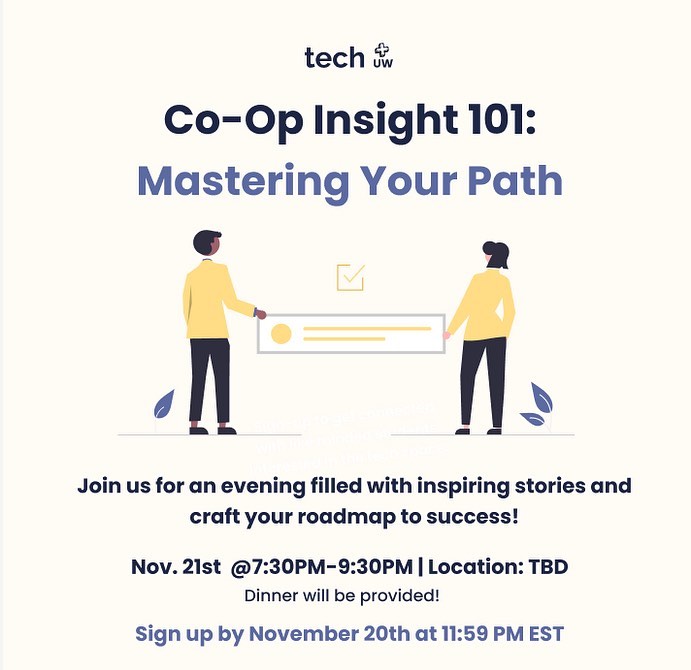 tech UW
Co-Op Insight 101:
Mastering Your Path
Join us for an evening filled with inspiring stories and
craft your roadmap to success!
Nov. 21st @7:30PM-9:30PM | Location: TBD
Dinner will be provided!
Sign up by November 20th at 11:59 PM EST